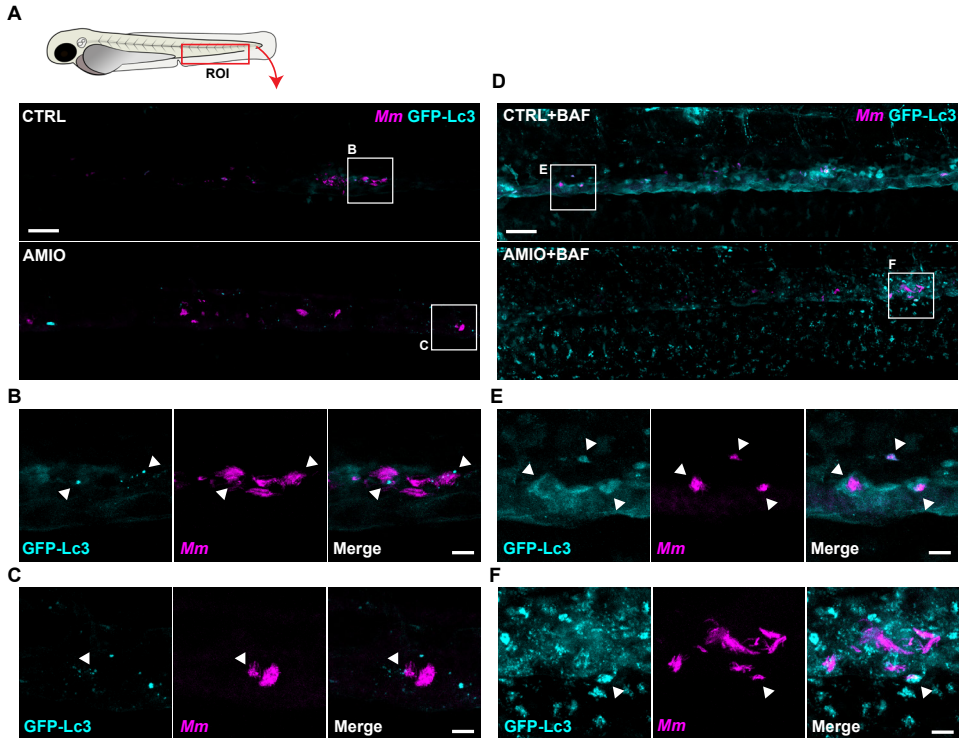 A
ROI
D
CTRL
Mm GFP-Lc3
B
CTRL+BAF
Mm GFP-Lc3
E
AMIO
C
AMIO+BAF
F
B
GFP-Lc3
Mm
Merge
E
GFP-Lc3
Mm
Merge
C
GFP-Lc3
Mm
Merge
F
GFP-Lc3
Mm
Merge